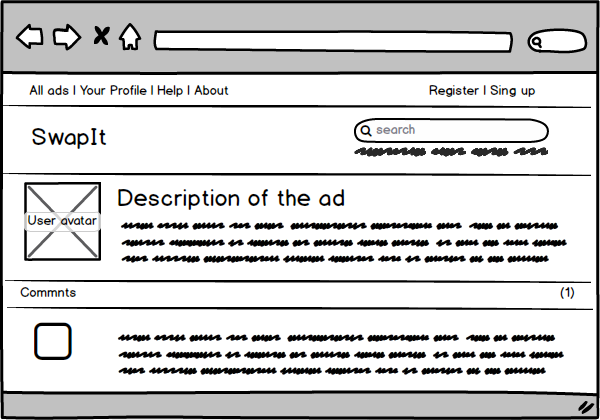 All ads | Your Profile | Help | About
Register | Sing up
SwapIt
search
User avatar
Description of the ad
Commnts
(1)